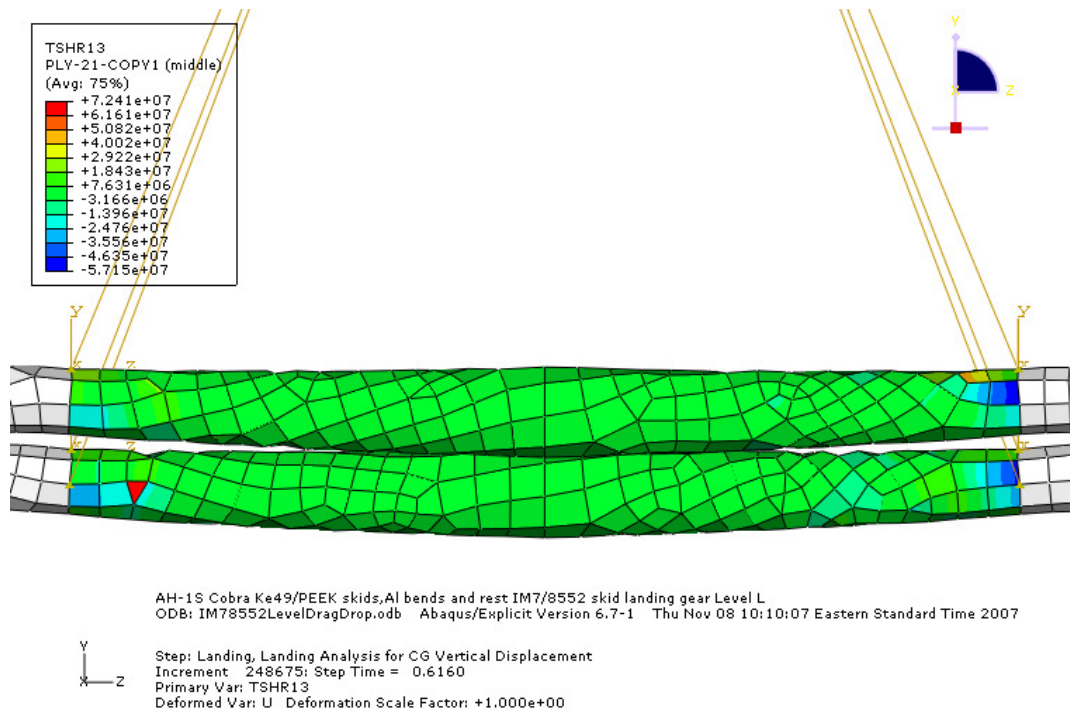 TSHR13
PLY-21-COPY1 (middle)
(Avg: 75%)
+7.241e+07
+6.161e+07
+5.082e+07
+4.002e+07
+2.922e+07
+1.843e+07
+7.631e+06
-3.166e+06
-1.396e+07
-2.476e+07
-3.556e+07
-4.635e+07
-5.715e+07
Y
X Z
Y
Y
X z
X
X z
X
AH-1S Cobra Ke49/PEEK skids,Al bends and rest IM7/8552 skid landing gear Level L
ODB: IM78552LevelDragDrop.odb Abaqus/Explicit Version 6.7-1 Thu Nov 08 10:10:07 Eastern Standard Time 2007
Y
X Z
Step: Landing, Landing Analysis for CG Vertical Displacement
Increment 248675: Step Time = 0.6160
Primary Var: TSHR13
Deformed Var: U Deformation Scale Factor: +1.000e+00